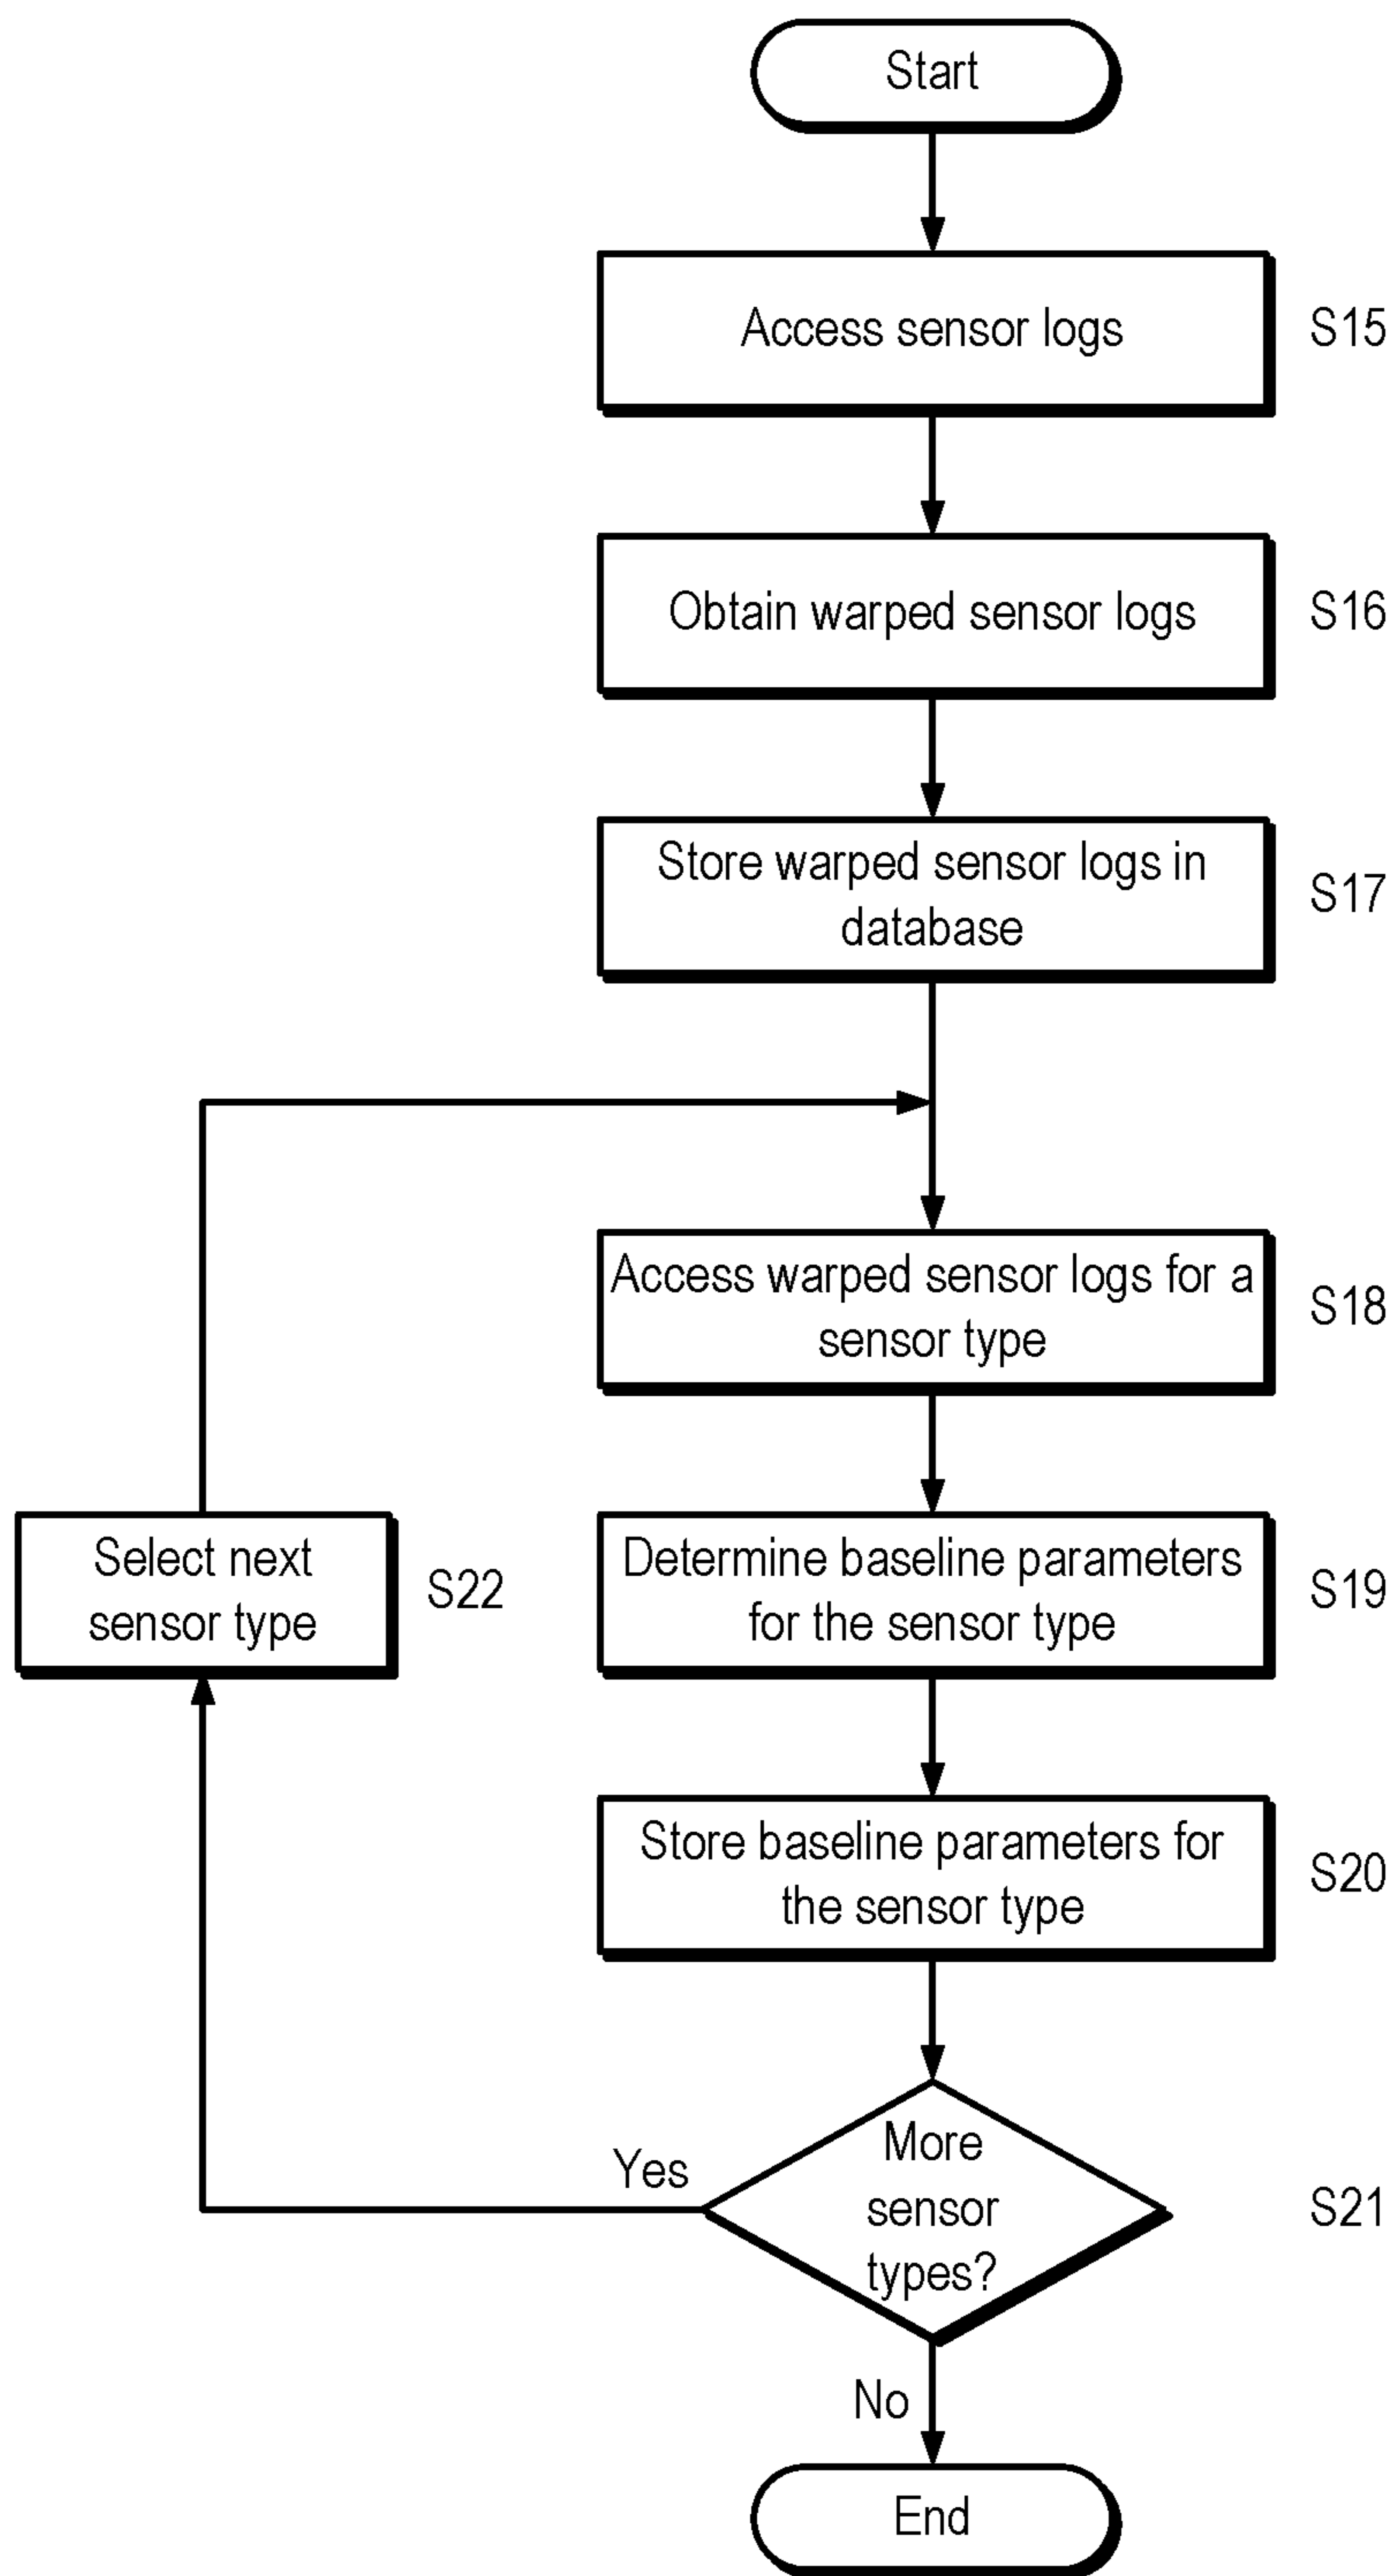 Start
Access sensor logs
S15
Obtain warped sensor logs
S16
Store warped sensor logs in
database
S17
Access warped sensor logs for a
sensor type
S18
Select next
sensor type
S22
Determine baseline parameters
for the sensor type
S19
Store baseline parameters for
the sensor type
S20
More
sensor
types?
S21
Yes
No
End